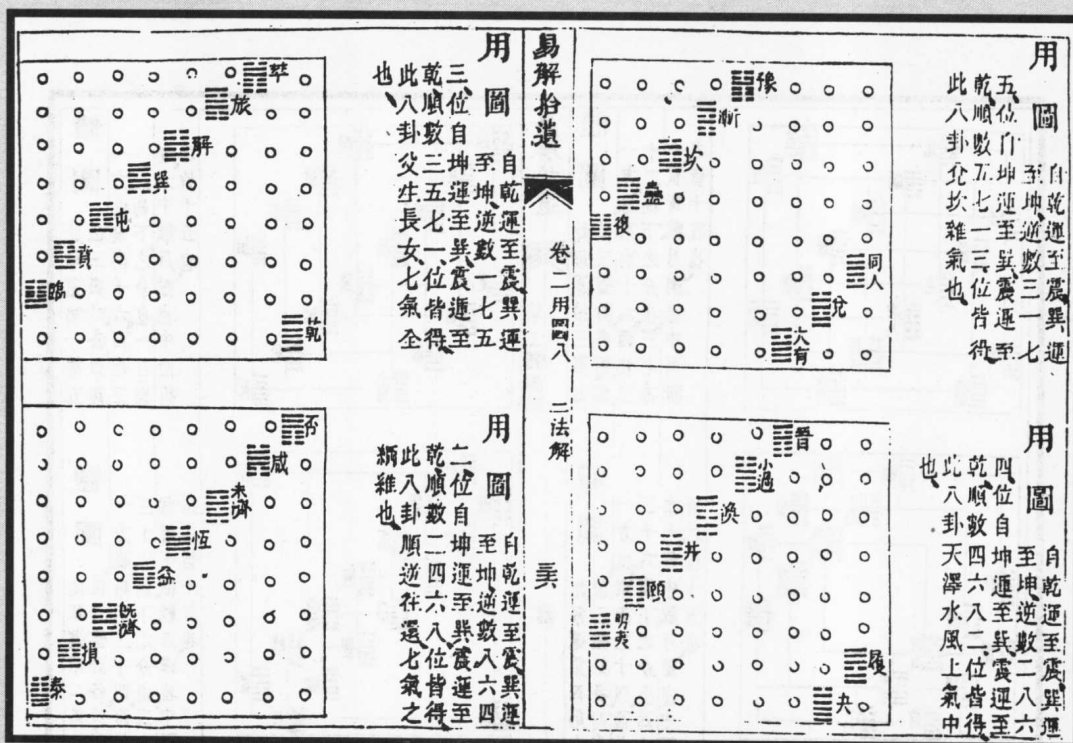 用圖
自乾運至震巽運
至坤逆數三一七
五位自坤運至巽震運至
乾順數五七一三位皆得
此八卦兌坎雜氣也
豫
漸
坎
蠱
復
同人
兌
大有
用圖
自乾運至震巽運
至坤逆數二八六
四位自坤運至巽震運至
乾順數四六八二位皆得
此八卦天澤水風上氣中
也
晉
小過
渙
井
頤
明夷
履
夬
易解拾遺
卷二用圖八
二法解
用圖
自乾運至震巽運
至坤逆數一七五
三位自坤運至巽震運至
乾順數三五七一位皆得
此八卦父生長女七氣全
也
萃
旅
解
巽
屯
賁
臨
乾
用圖
自乾運至震巽運
至坤逆數八六四
二位自坤運至巽震運至
乾順數二四六八位皆得
此八卦順逆在還七氣之
綱維也
否
咸
未濟
恆
益
既濟
損
泰